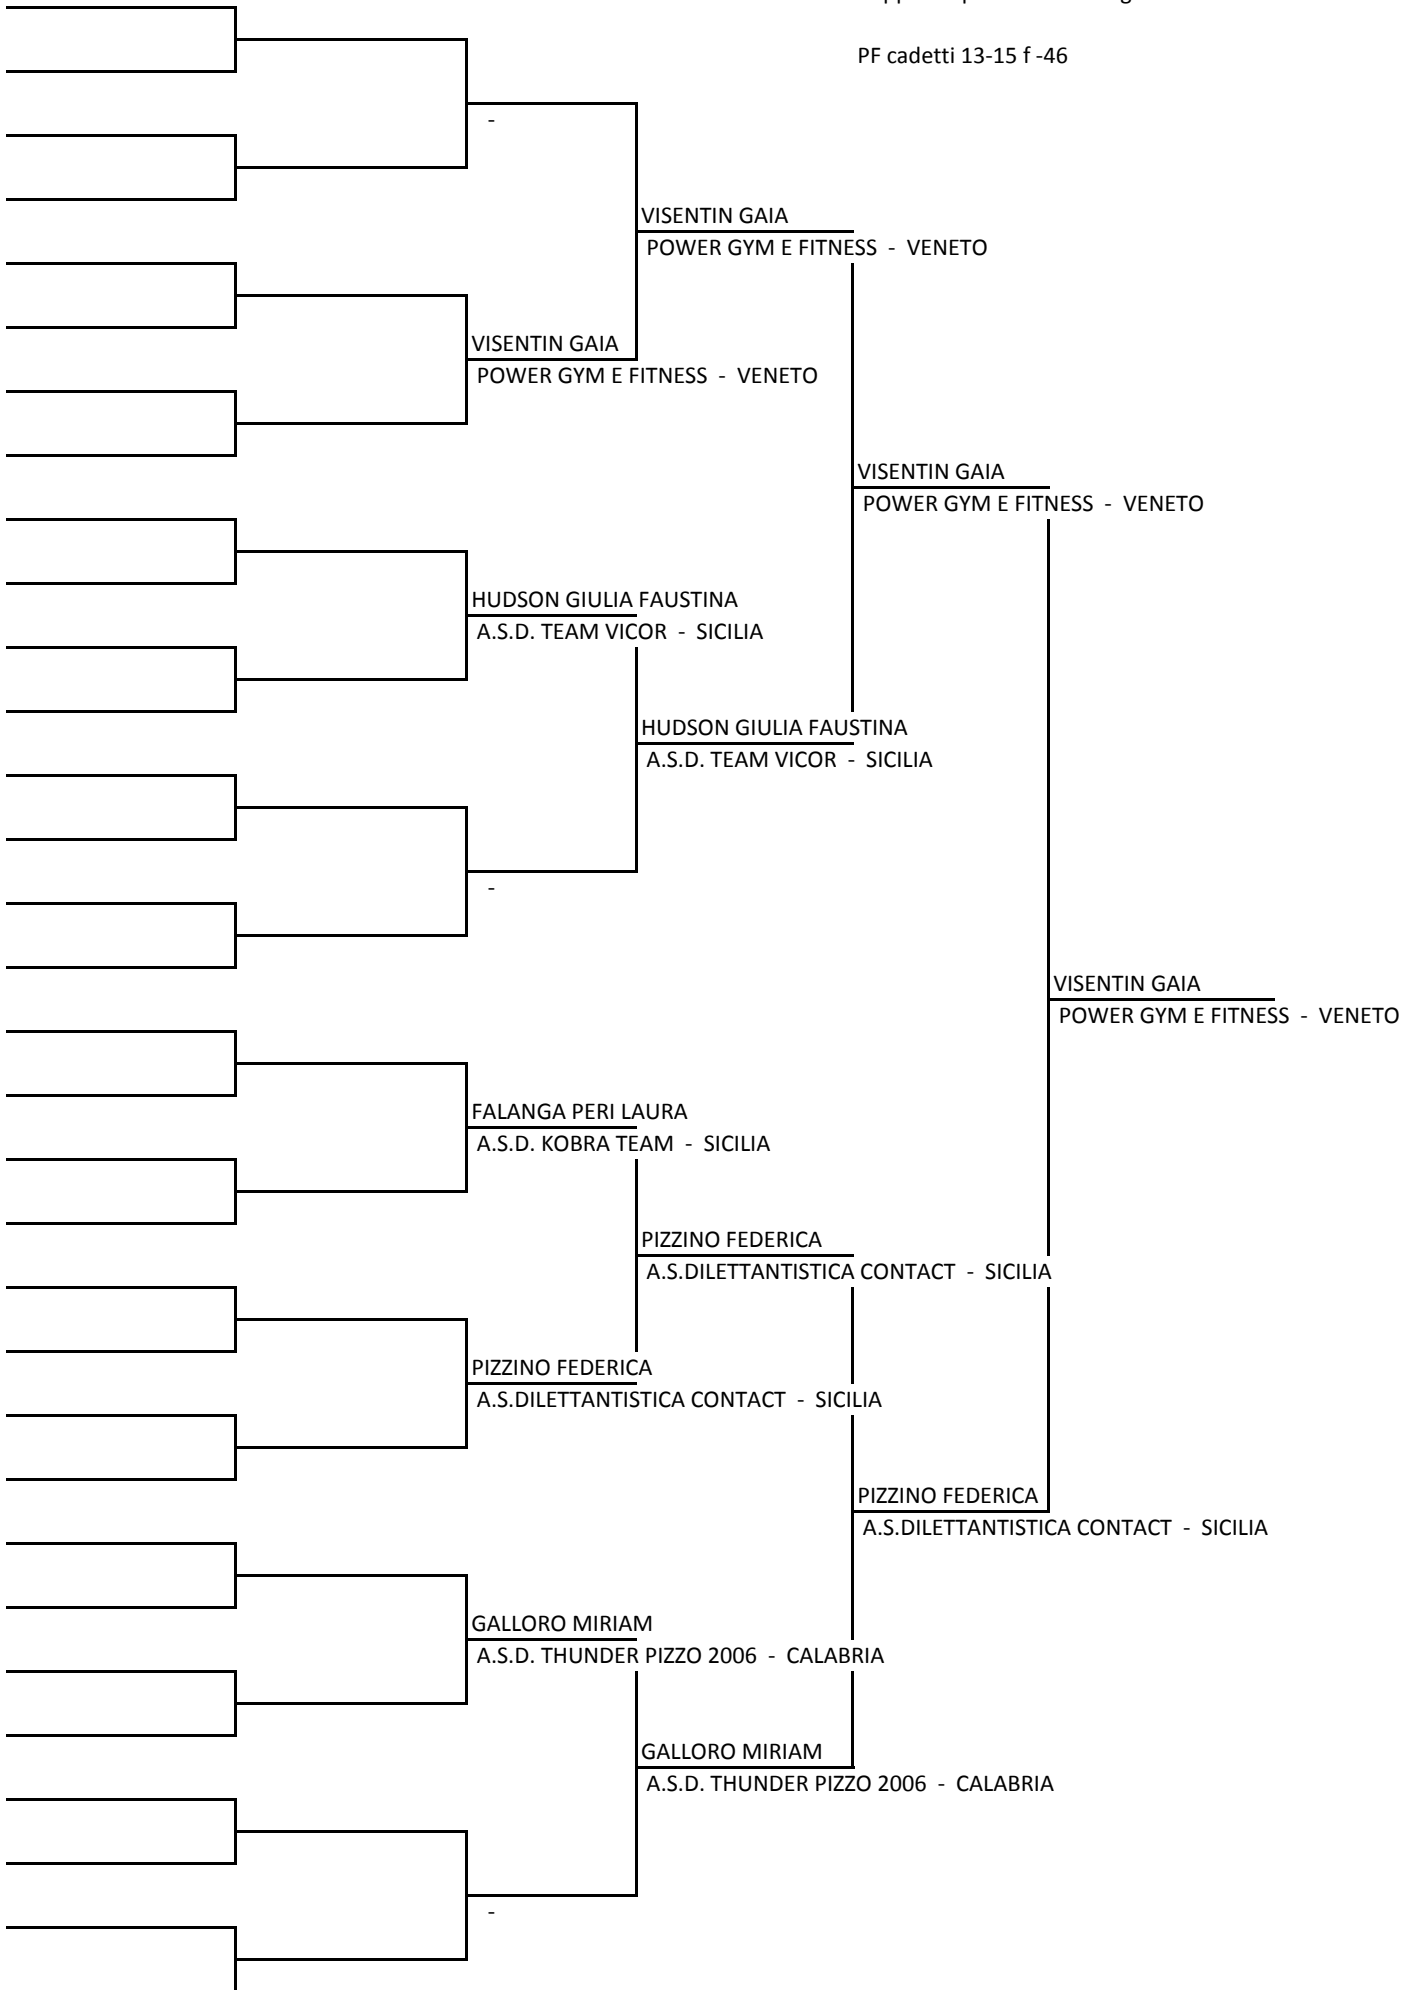 PF cadetti 13-15 f -46
-
VISENTIN GAIA
POWER GYM E FITNESS - VENETO
VISENTIN GAIA
POWER GYM E FITNESS - VENETO
VISENTIN GAIA
POWER GYM E FITNESS - VENETO
HUDSON GIULIA FAUSTINA
A.S.D. TEAM VICOR - SICILIA
HUDSON GIULIA FAUSTINA
A.S.D. TEAM VICOR - SICILIA
-
VISENTIN GAIA
POWER GYM E FITNESS - VENETO
FALANGA PERI LAURA
A.S.D. KOBRA TEAM - SICILIA
PIZZINO FEDERICA
A.S.DILETTANTISTICA CONTACT - SICILIA
PIZZINO FEDERICA
A.S.DILETTANTISTICA CONTACT - SICILIA
PIZZINO FEDERICA
A.S.DILETTANTISTICA CONTACT - SICILIA
GALLORO MIRIAM
A.S.D. THUNDER PIZZO 2006 - CALABRIA
GALLORO MIRIAM
A.S.D. THUNDER PIZZO 2006 - CALABRIA
-